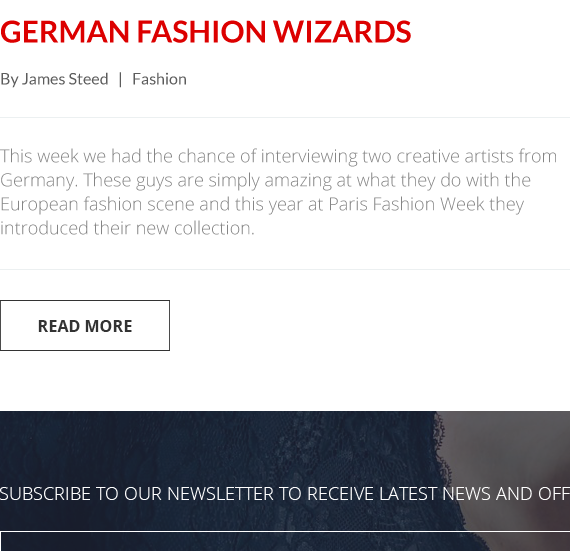 GERMAN FASHION WIZARDS
By James Steed | Fashion
This week we had the chance of interviewing two creative artists from
Germany. These guys are simply amazing at what they do with the
European fashion scene and this year at Paris Fashion Week they
introduced their new collection.
READ MORE
SUBSCRIBE TO OUR NEWSLETTER TO RECEIVE LATEST NEWS AND OFF